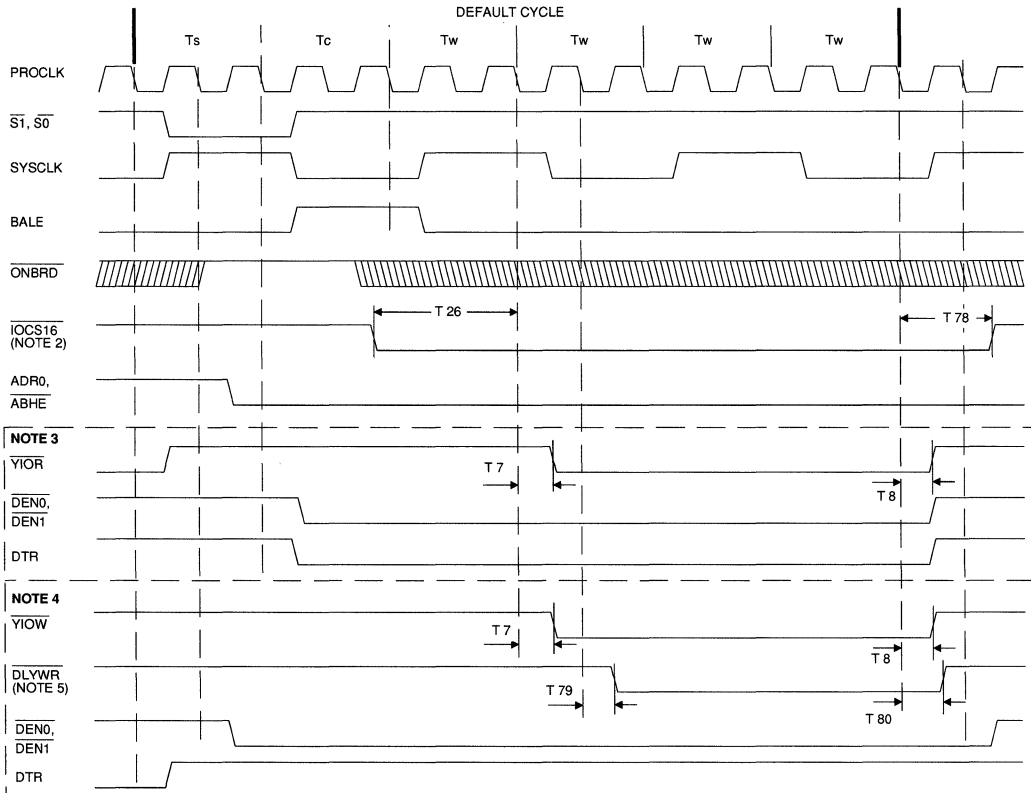 DEFAULT CYCLE
Ts Tc Tw Tw Tw Tw
PROCLK
S1, S0
SYSCLK
BALE
ONBRD
T 26
T 78
IOCS16
(NOTE 2)
ADR0,
ABHE
NOTE 3
YIOR
T 7
T 8
DEN0,
DEN1
DTR
NOTE 4
YIOW
T 7
T 8
DLYWR
(NOTE 5)
T 79
T 80
DEN0,
DEN1
DTR